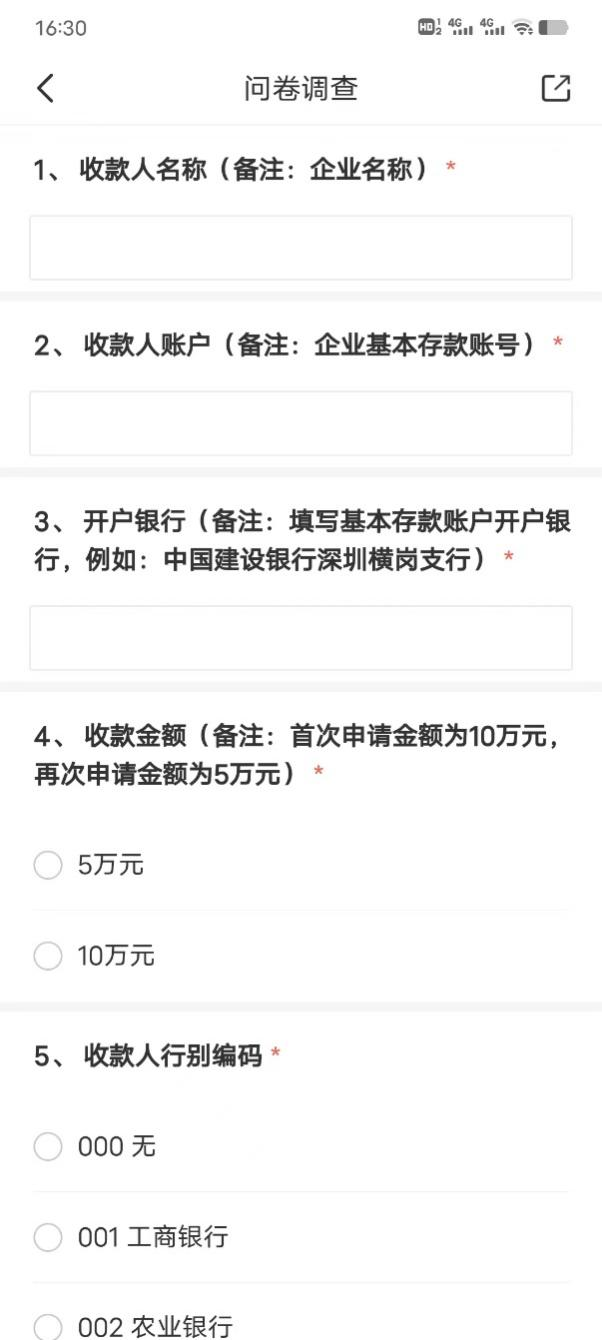 16:30
HD 1 2 4G 4G
问卷调查
1、 收款人名称（备注：企业名称） *
2、 收款人账户（备注：企业基本存款账号） *
3、 开户银行（备注：填写基本存款账户开户银
行，例如：中国建设银行深圳横岗支行） *
4、 收款金额（备注：首次申请金额为10万元，
再次申请金额为5万元） *
5万元
10万元
5、 收款人行别编码 *
000 无
001 工商银行
002 农业银行